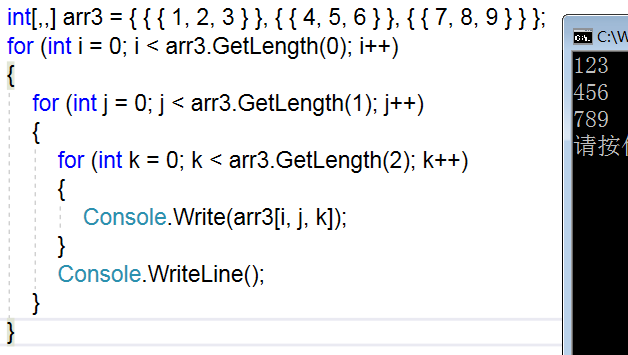 int[,,] arr3 = { { { 1, 2, 3 } }, { { 4, 5, 6 } }, { { 7, 8, 9 } } };
for (int i = 0; i < arr3.GetLength(0); i++)
{
for (int j = 0; j < arr3.GetLength(1); j++)
{
for (int k = 0; k < arr3.GetLength(2); k++)
{
Console.Write(arr3[i, j, k]);
}
Console.WriteLine();
}
}
C:\W
123
456
789
请按